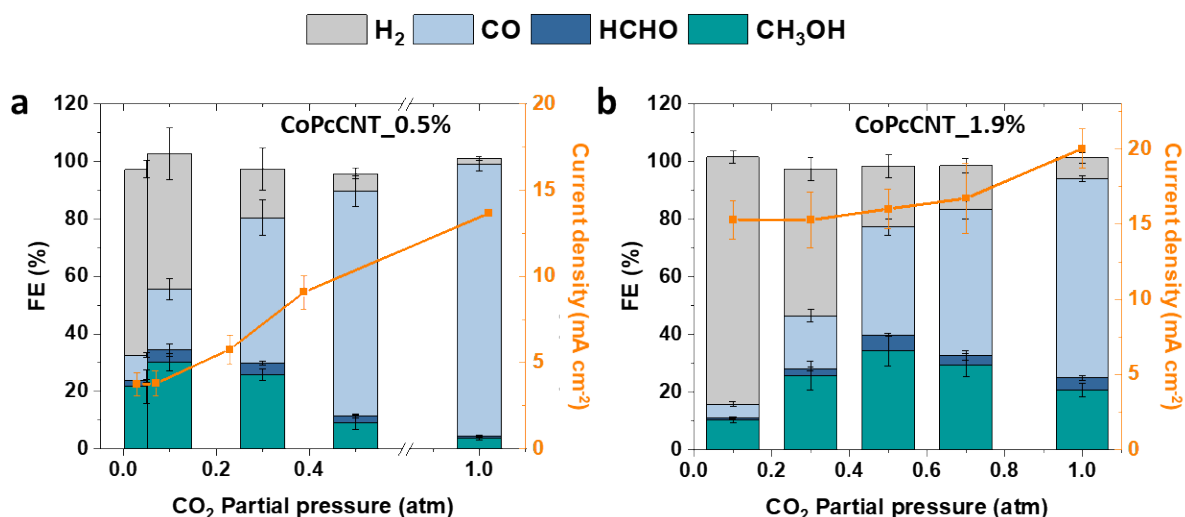 H₂ CO HCHO CH₃OH
a
CoPcCNT_0.5%
120
100
80
60
40
20
0
FE (%)
0.0 0.2 0.4 1.0
CO₂ Partial pressure (atm)
20
15
10
5
0
Current density (mA cm⁻²)
b
CoPcCNT_1.9%
120
100
80
60
40
20
0
FE (%)
0.0 0.2 0.4 0.6 0.8 1.0
CO₂ Partial pressure (atm)
20
15
10
5
0
Current density (mA cm⁻²)